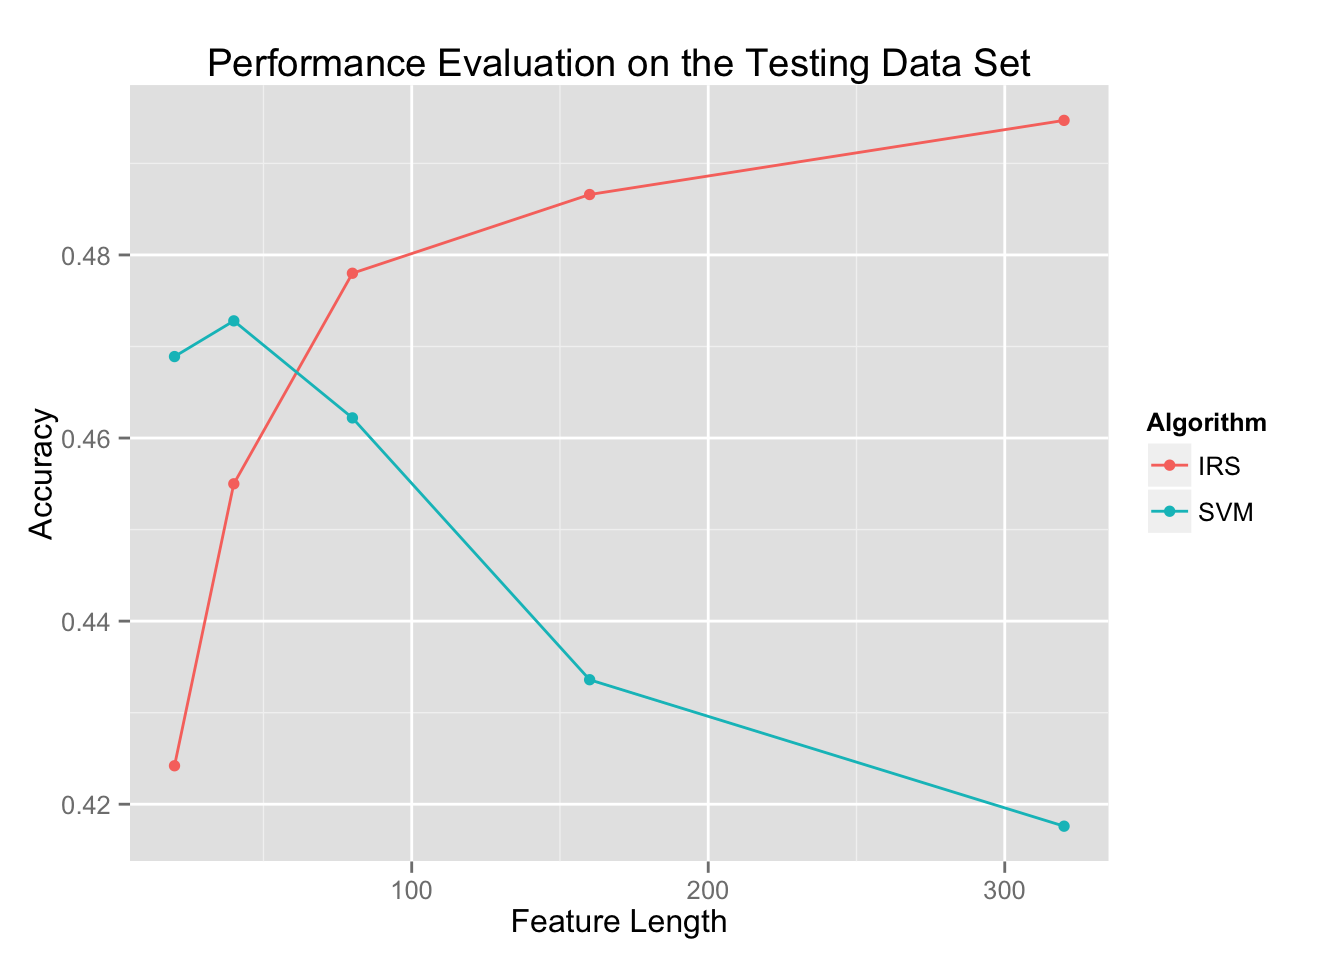 Performance Evaluation on the Testing Data Set
0.48
0.46
0.44
0.42
Accuracy
100 200 300
Feature Length
Algorithm
IRS
SVM